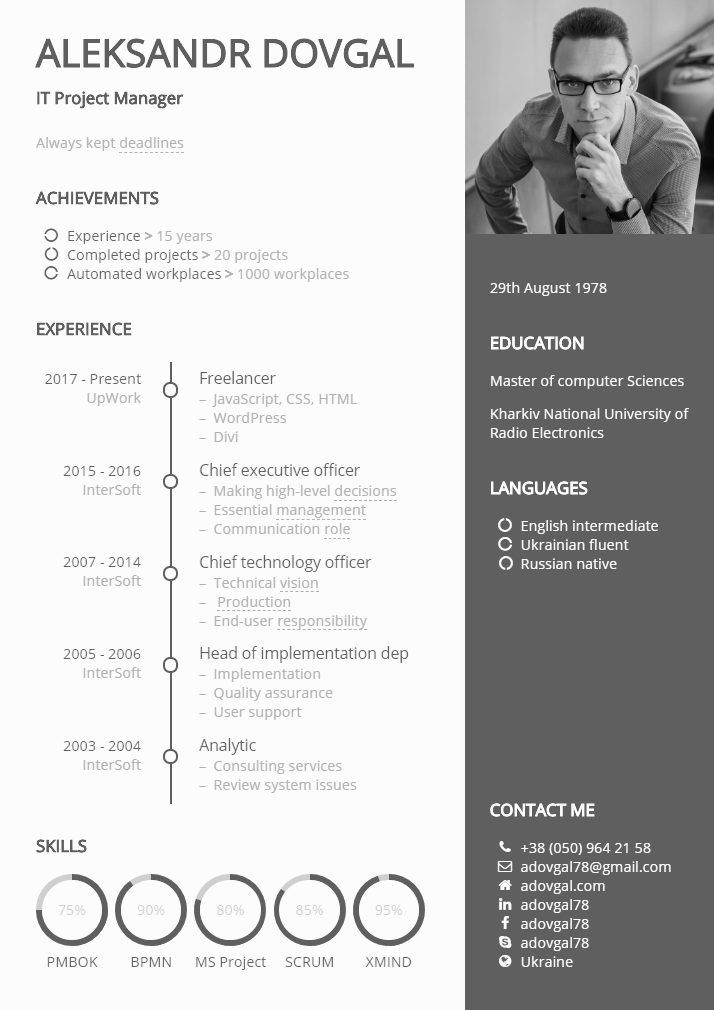 ALEKSANDR DOVGAL
IT Project Manager
Always kept deadlines
ACHIEVEMENTS
Experience > 15 years
Completed projects > 20 projects
Automated workplaces > 1000 workplaces
EXPERIENCE
2017 - Present
UpWork
Freelancer
– JavaScript, CSS, HTML
– WordPress
– Divi
2015 - 2016
InterSoft
Chief executive officer
– Making high-level decisions
– Essential management
– Communication role
2007 - 2014
InterSoft
Chief technology officer
– Technical vision
– Production
– End-user responsibility
2005 - 2006
InterSoft
Head of implementation dep
– Implementation
– Quality assurance
– User support
2003 - 2004
InterSoft
Analytic
– Consulting services
– Review system issues
SKILLS
75% 90% 80% 85% 95%
PMBOK BPMN MS Project SCRUM XMIND
29th August 1978
EDUCATION
Master of computer Sciences
Kharkiv National University of
Radio Electronics
LANGUAGES
English intermediate
Ukrainian fluent
Russian native
CONTACT ME
+38 (050) 964 21 58
adovgal78@gmail.com
adovgal.com
adovgal78
adovgal78
adovgal78
Ukraine